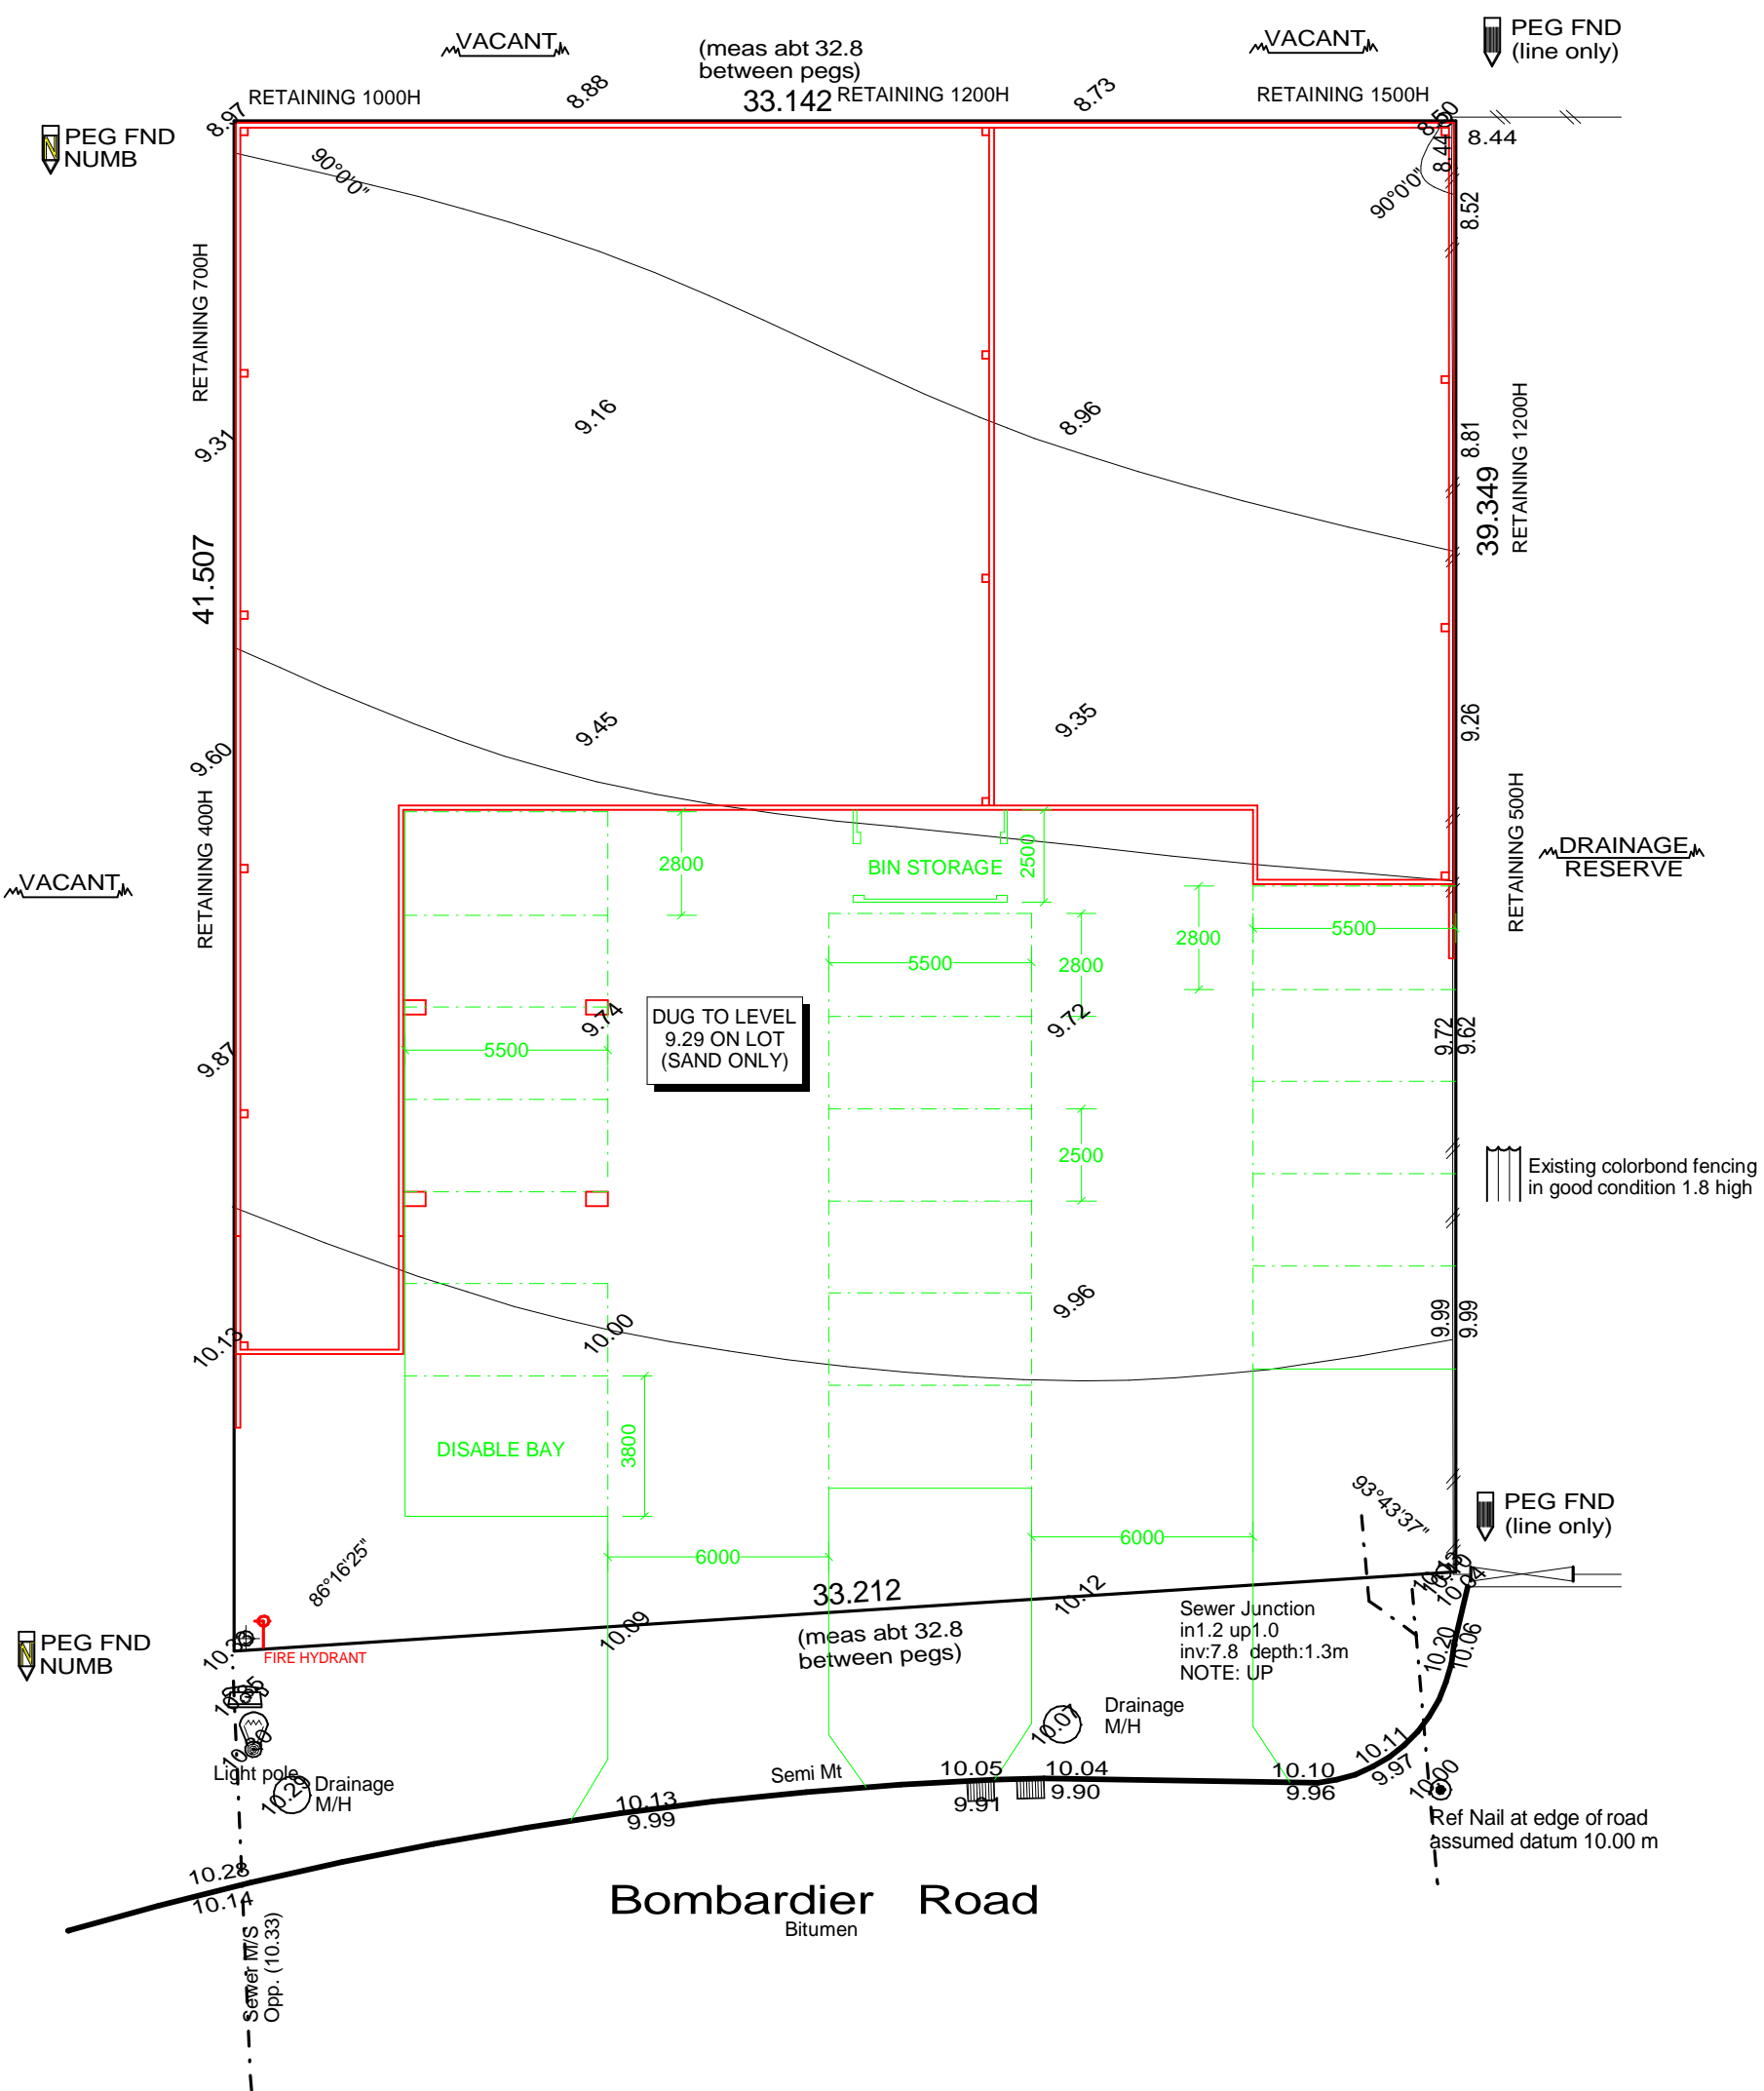 VACANT
(meas abt 32.8
between pegs)
VACANT
PEG FND
(line only)
RETAINING 1000H
8.88
33.142
RETAINING 1200H
8.73
RETAINING 1500H
8.97
8.50
PEG FND
NUMB
8.44
8.44
90°0'0"
90°0'0"
8.52
RETAINING 700H
9.31
9.16
8.96
8.81
RETAINING 1200H
39.349
41.507
9.60
9.45
9.35
9.26
RETAINING 400H
2800
BIN STORAGE
2500
RETAINING 500H
DRAINAGE
RESERVE
VACANT
5500
2800
2800
5500
9.87
9.74
DUG TO LEVEL
9.29 ON LOT
(SAND ONLY)
9.72
9.72
9.62
5500
2500
Existing colorbond fencing
in good condition 1.8 high
10.13
10.00
9.96
9.99
9.99
DISABLE BAY
3800
93°43'37"
PEG FND
(line only)
86°16'25"
6000
6000
33.212
(meas abt 32.8
between pegs)
10.09
10.12
10.04
Sewer Junction
in1.2 up1.0
inv:7.8 depth:1.3m
NOTE: UP
PEG FND
NUMB
FIRE HYDRANT
10.20
10.06
Drainage
M/H
10.07
Light pole
10.29
Drainage
M/H
Semi Mt
10.05
9.91
10.04
9.90
10.10
9.96
10.11
9.97
10.00
10.13
9.99
Ref Nail at edge of road
assumed datum 10.00 m
10.28
10.14
Bombardier Road
Bitumen
Sewer M/S
Opp. (10.33)